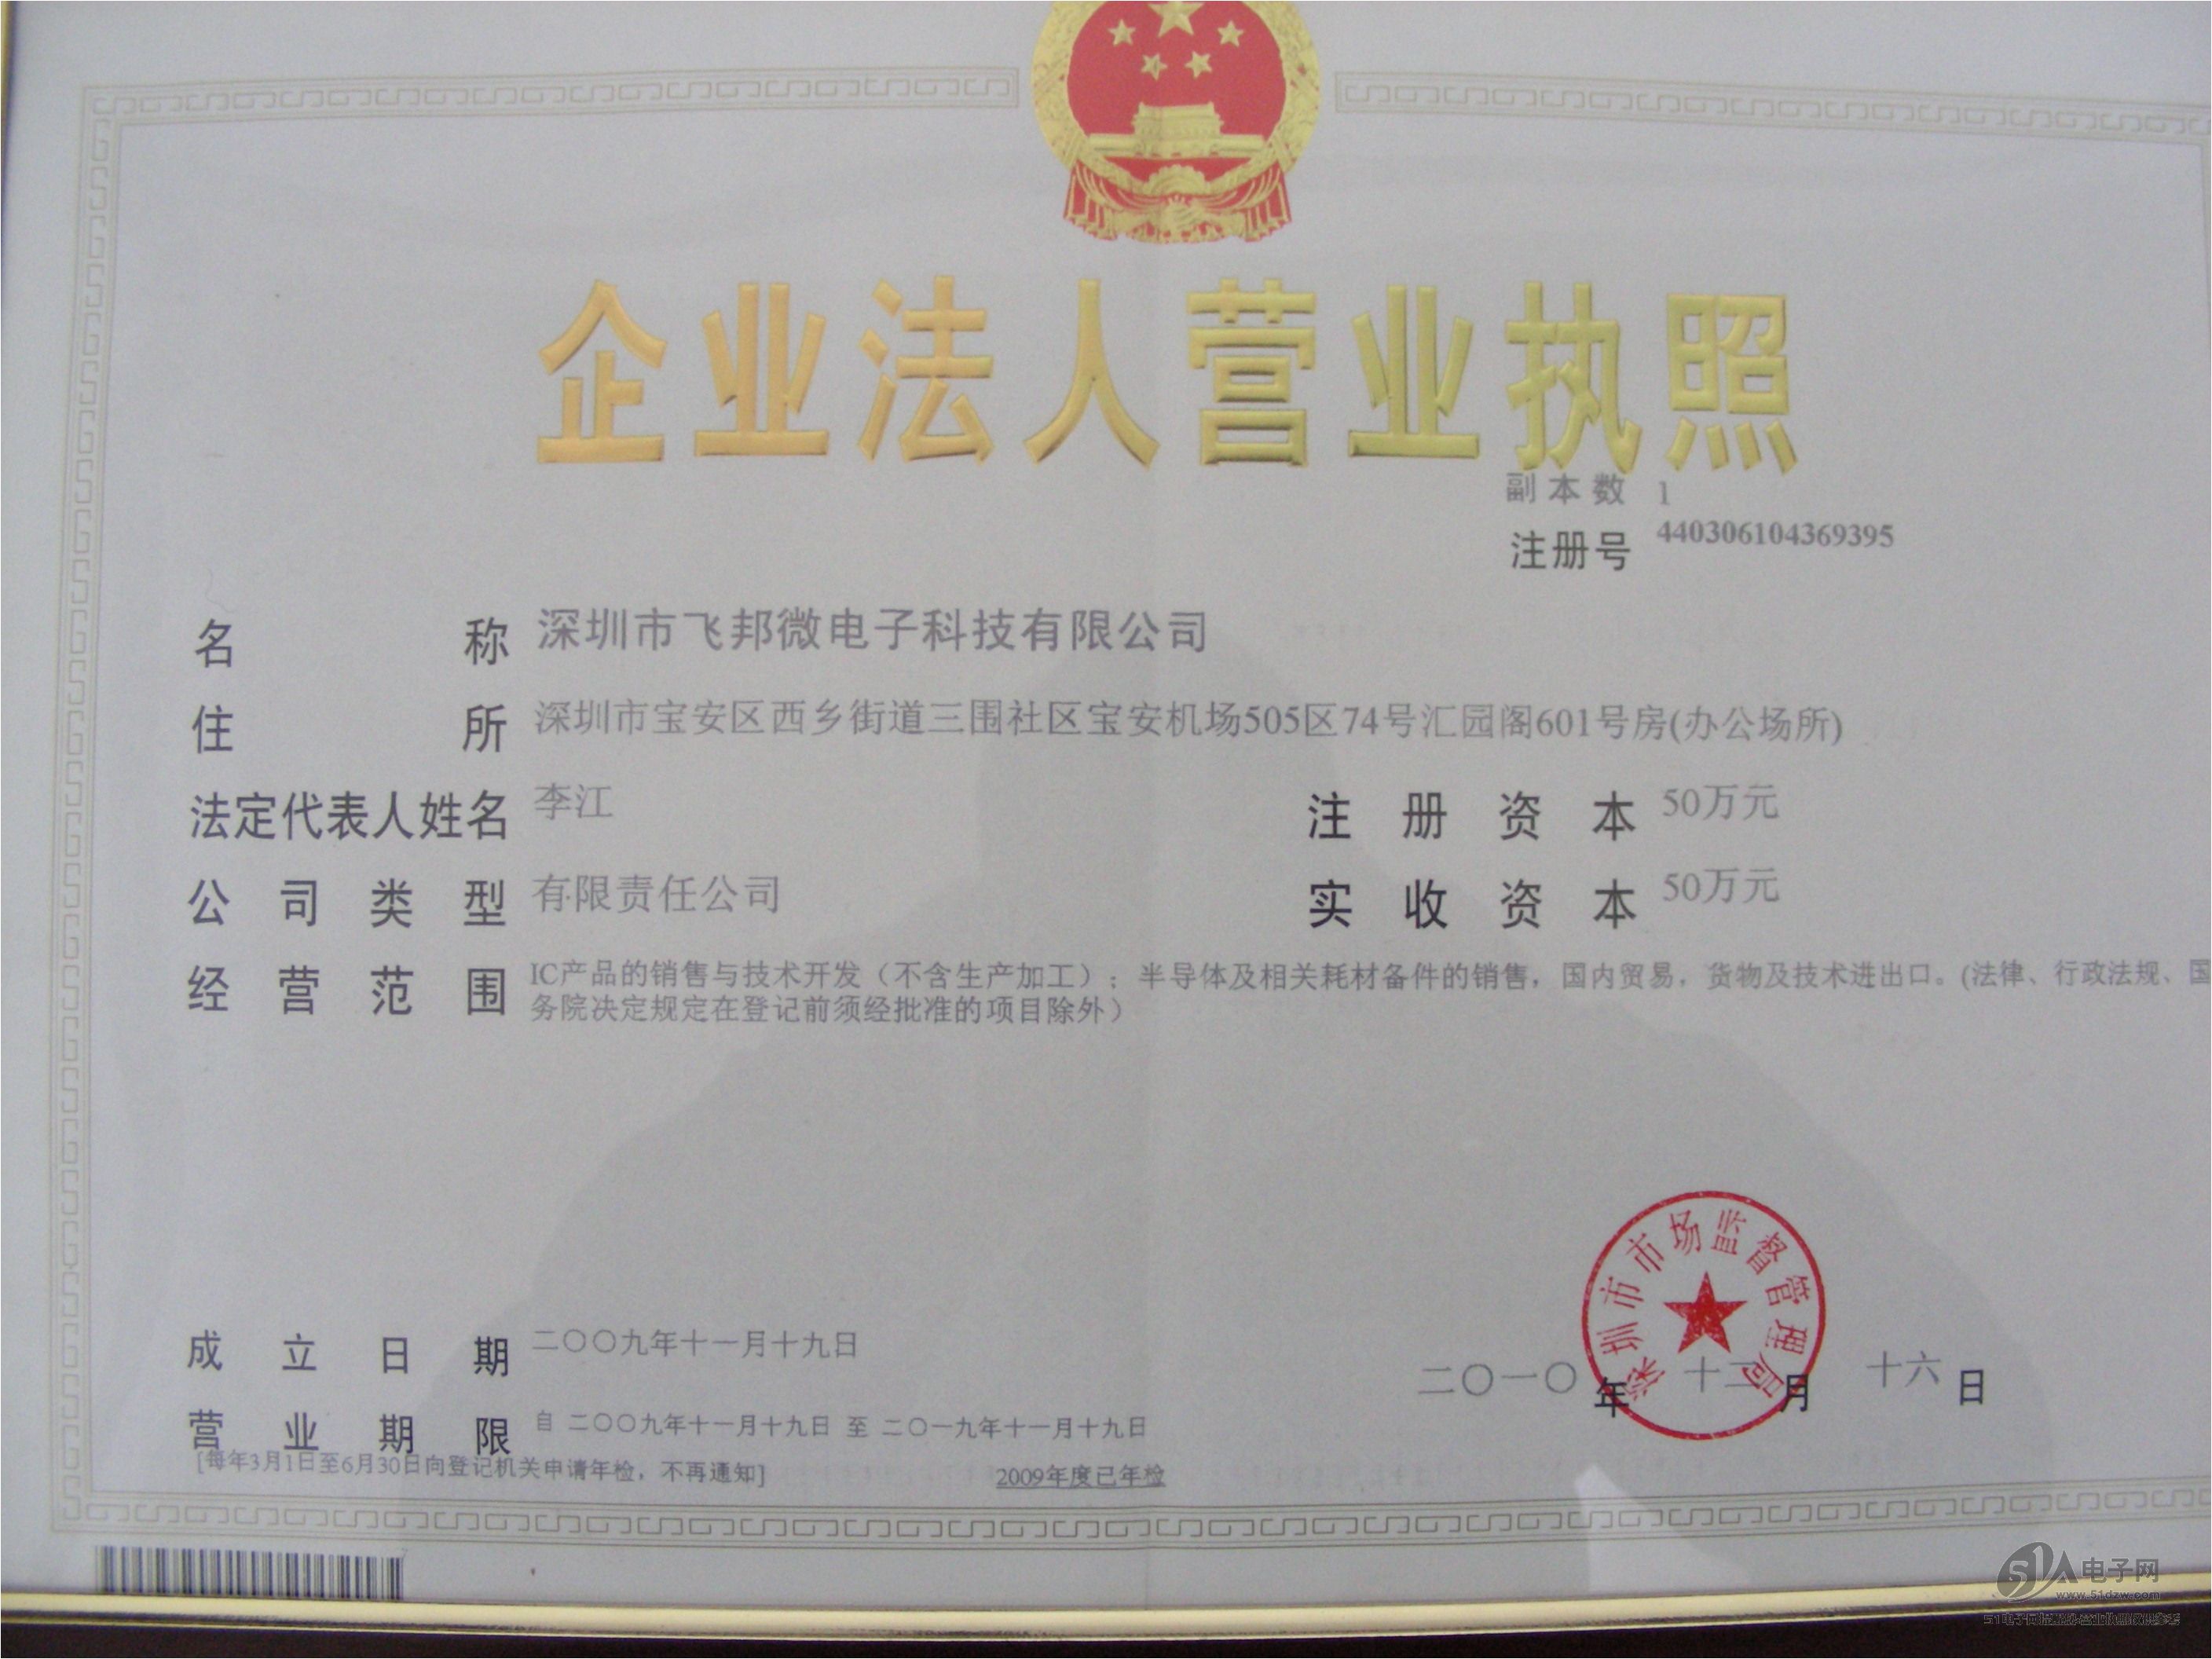 企业法人营业执照
副本数 1
注册号 440306104369395
名称 深圳市飞邦微电子科技有限公司
住所 深圳市宝安区西乡街道三围社区宝安机场505区74号汇园阁601号房(办公场所)
法定代表人姓名 李江 注册资本 50万元
公司类型 有限责任公司 实收资本 50万元
经营范围 IC产品的销售与技术开发（不含生产加工）；半导体及相关耗材备件的销售，国内贸易，货物及技术进出口。(法律、行政法规、国
务院决定规定在登记前须经批准的项目除外）
深圳市市场监督管理局
成立日期 二〇〇九年十一月十九日
二〇一〇年十二月十六日
营业期限 自 二〇〇九年十一月十九日 至 二〇一九年十一月十九日
[每年3月1日至6月30日向登记机关申请年检，不再通知] 2009年度已年检
51电子网
www.51dzw.com